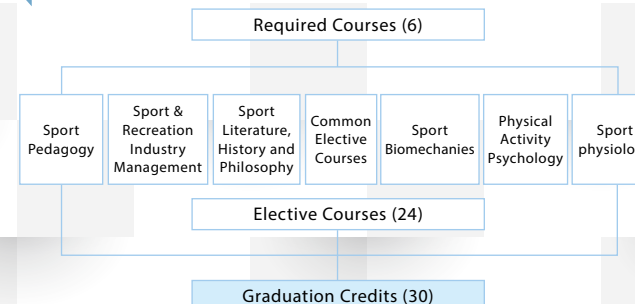 Required Courses (6)
Sport
Pedagogy
Sport &
Recreation
Industry
Management
Sport
Literature,
History and
Philosophy
Common
Elective
Courses
Sport
Biomechanies
Physical
Activity
Psychology
Sport
physiolo
Elective Courses (24)
Graduation Credits (30)